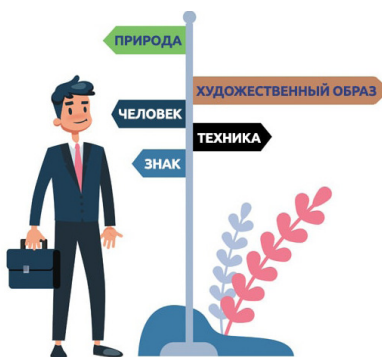 ПРИРОДА
ХУДОЖЕСТВЕННЫЙ ОБРАЗ
ЧЕЛОВЕК
ТЕХНИКА
ЗНАК